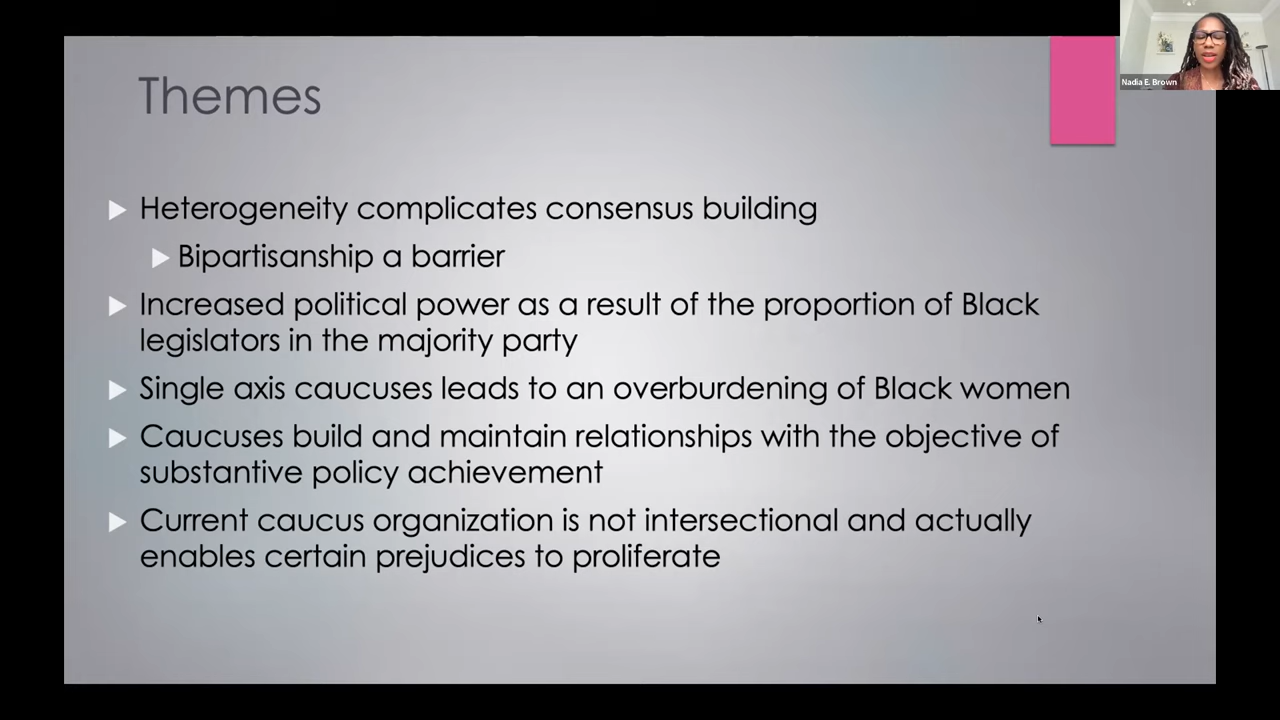 Themes
Nadia E. Brown
Heterogeneity complicates consensus building
Bipartisanship a barrier
Increased political power as a result of the proportion of Black
legislators in the majority party
Single axis caucuses leads to an overburdening of Black women
Caucuses build and maintain relationships with the objective of
substantive policy achievement
Current caucus organization is not intersectional and actually
enables certain prejudices to proliferate